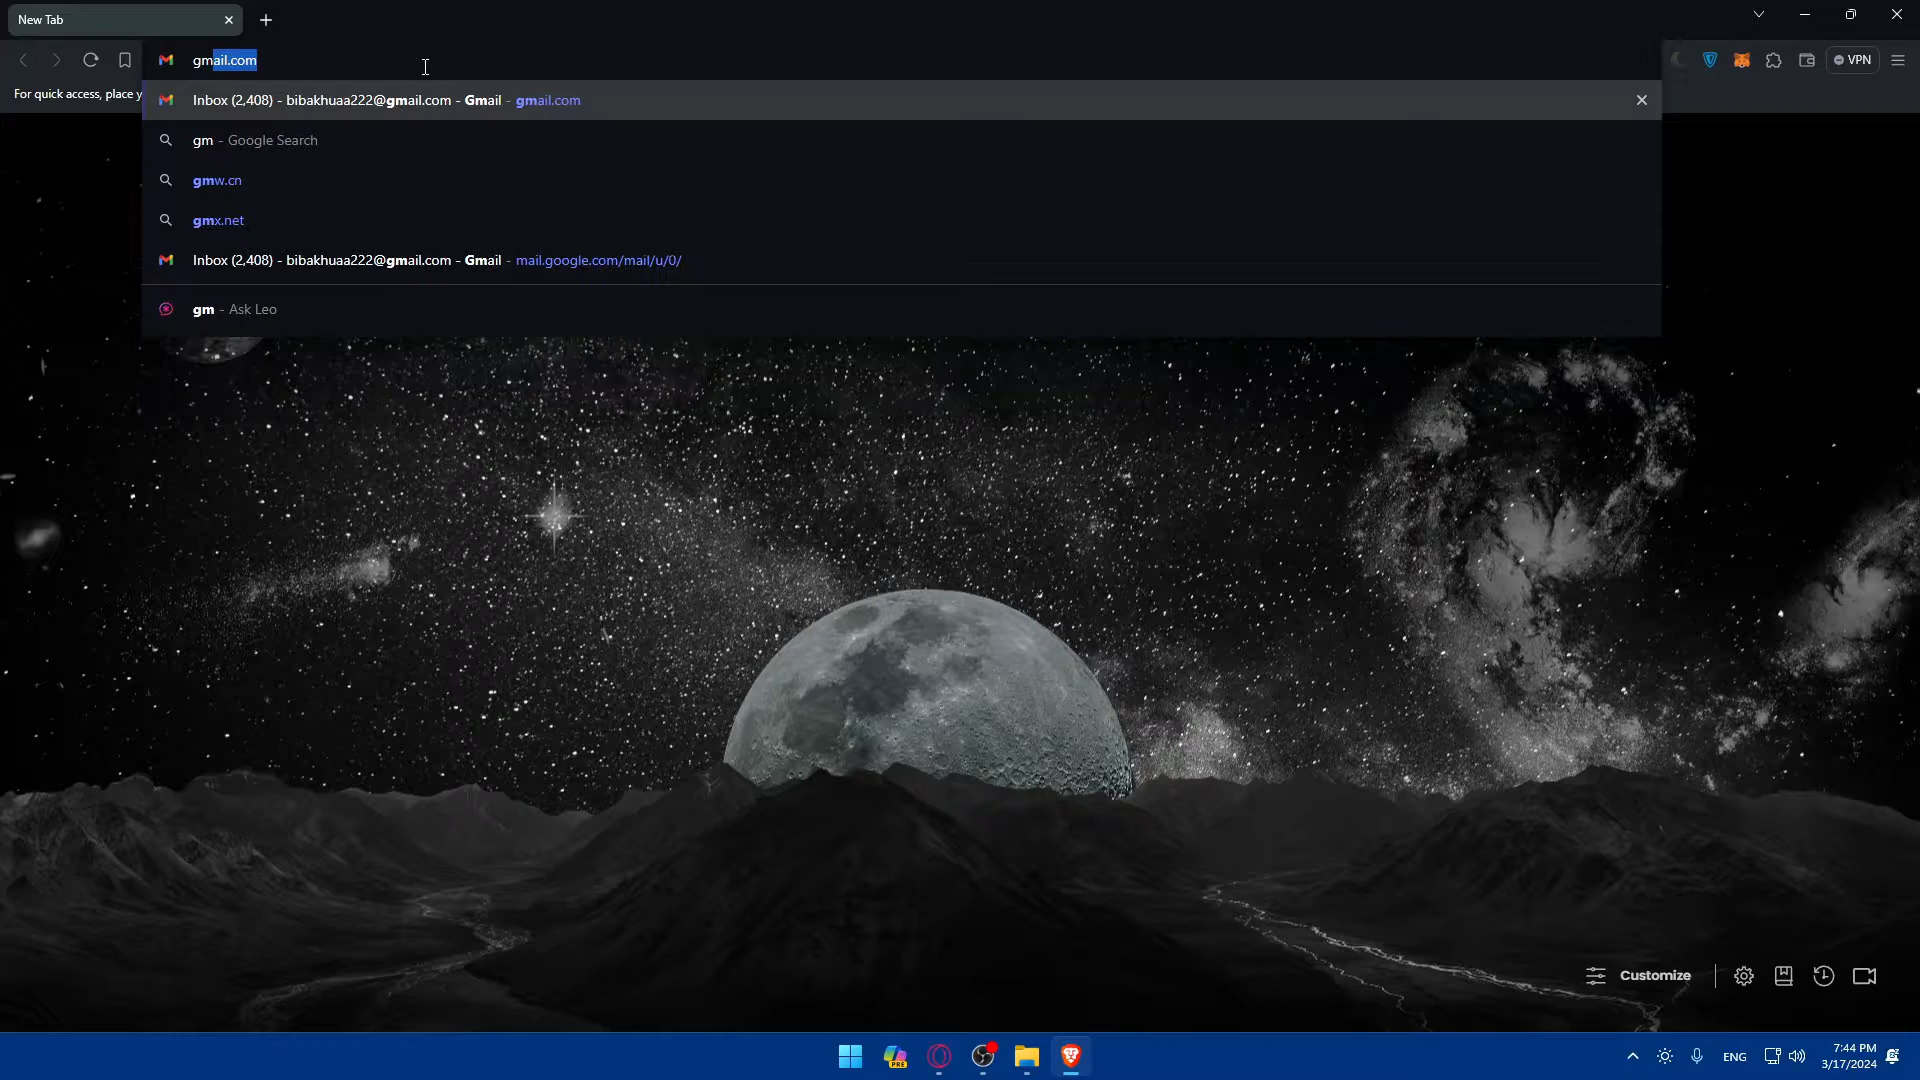 New Tab
gmail.com
VPN
For quick access, place y
Inbox (2,408) - bibakhuaa222@gmail.com - Gmail - gmail.com
gm - Google Search
gmw.cn
gmx.net
Inbox (2,408) - bibakhuaa222@gmail.com - Gmail - mail.google.com/mail/u/0/
gm - Ask Leo
Customize
PRE
ENG
7:44 PM
3/17/2024